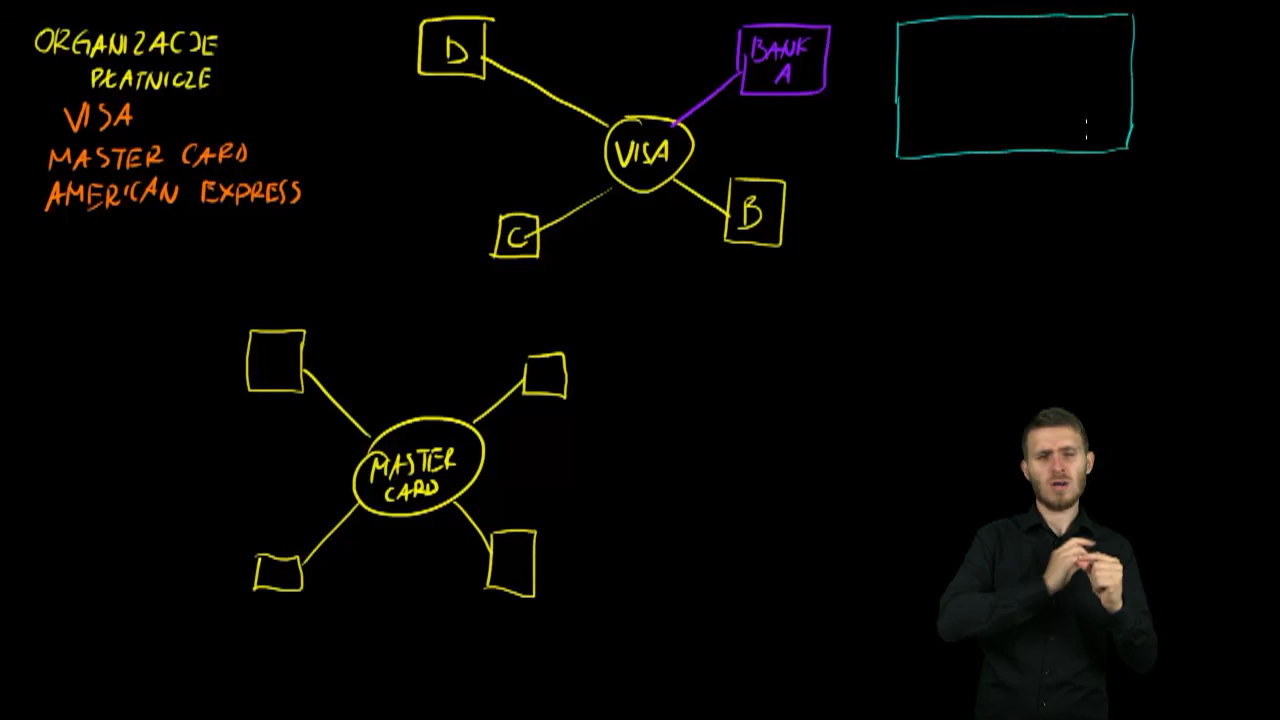 ORGANIZACJE
PŁATNICZE
VISA
MASTER CARD
AMERICAN EXPRESS
D
BANK
A
VISA
B
C
MASTER
CARD